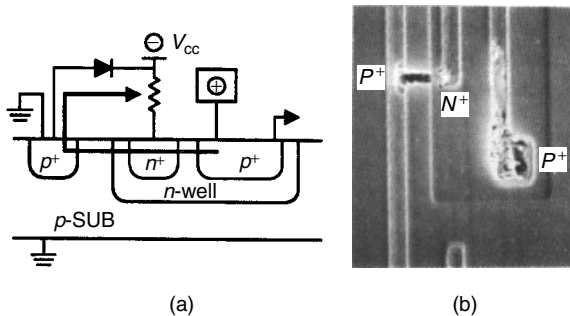 ⊖ V_CC
⊕
p⁺ n⁺ p⁺
n-well
p-SUB
(a)
P⁺
N⁺
P⁺
(b)